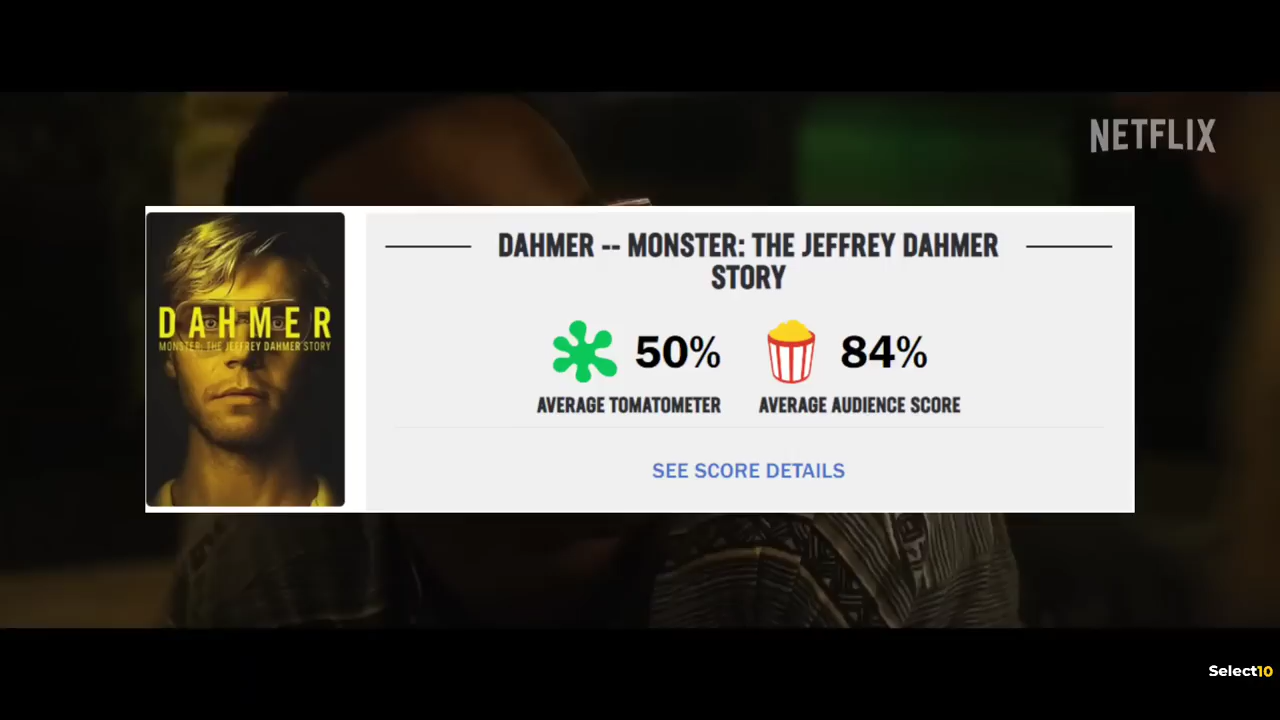 NETFLIX
DAHMER -- MONSTER: THE JEFFREY DAHMER
STORY
DAHMER
MONSTER: THE JEFFREY DAHMER STORY
50%
84%
AVERAGE TOMATOMETER
AVERAGE AUDIENCE SCORE
SEE SCORE DETAILS
Select10